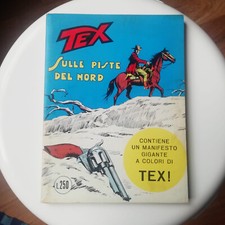 TEX
SULLE PISTE
DEL NORD
CONTIENE
UN MANIFESTO
GIGANTE
A COLORI DI
TEX!
L.250